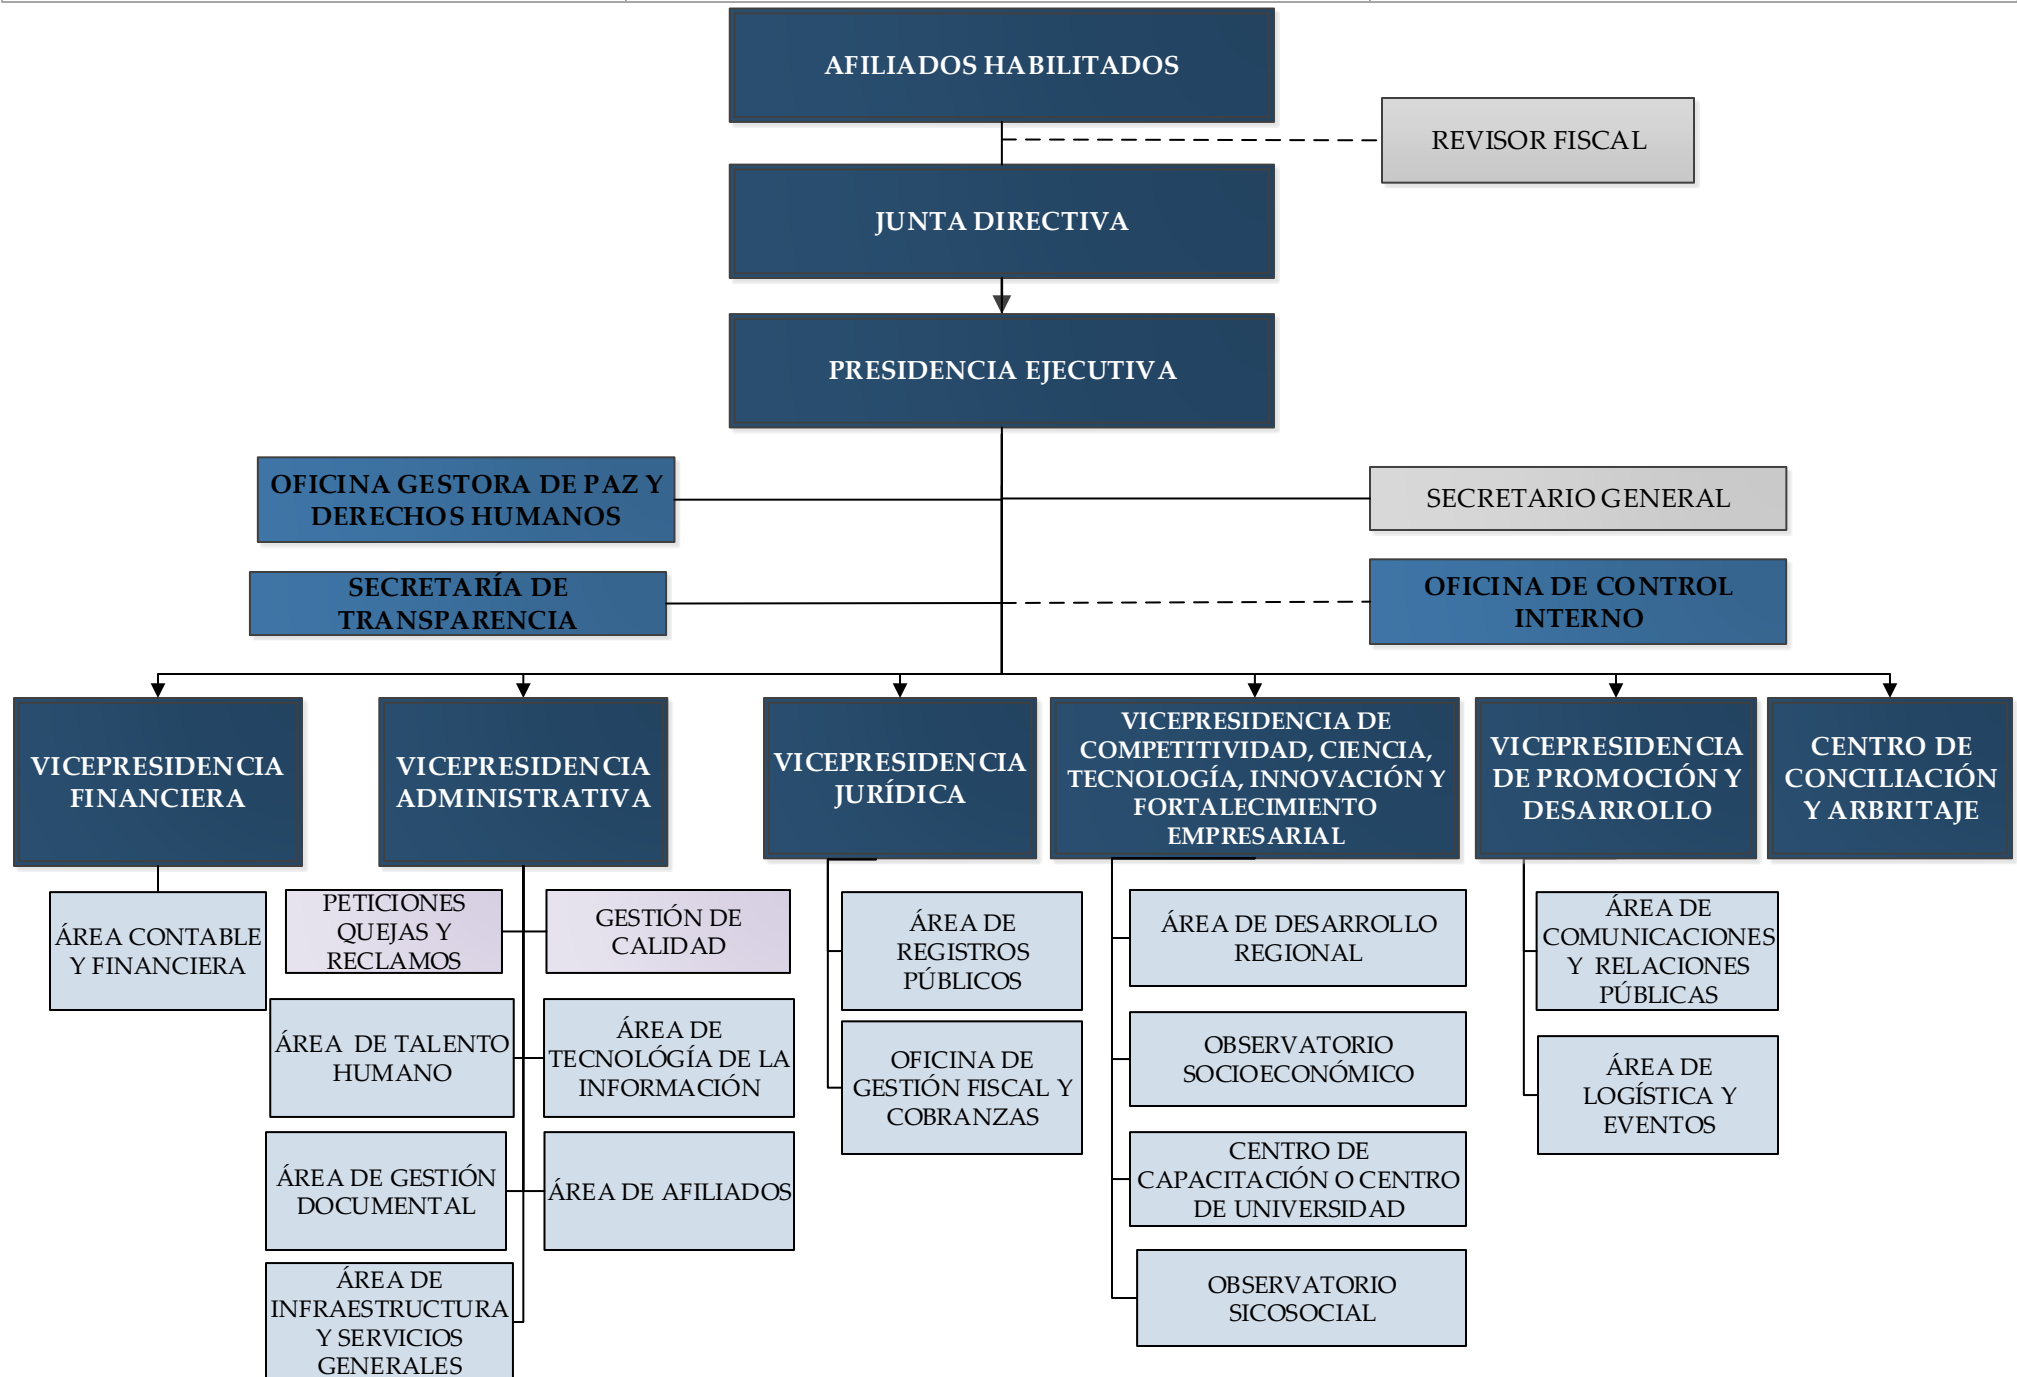 AFILIADOS HABILITADOS
REVISOR FISCAL
JUNTA DIRECTIVA
PRESIDENCIA EJECUTIVA
OFICINA GESTORA DE PAZ Y
DERECHOS HUMANOS
SECRETARIO GENERAL
SECRETARÍA DE
TRANSPARENCIA
OFICINA DE CONTROL
INTERNO
VICEPRESIDENCIA
FINANCIERA
VICEPRESIDENCIA
ADMINISTRATIVA
VICEPRESIDENCIA
JURÍDICA
VICEPRESIDENCIA DE
COMPETITIVIDAD, CIENCIA,
TECNOLOGÍA, INNOVACIÓN Y
FORTALECIMIENTO
EMPRESARIAL
VICEPRESIDENCIA
DE PROMOCIÓN Y
DESARROLLO
CENTRO DE
CONCILIACIÓN
Y ARBRITAJE
ÁREA CONTABLE
Y FINANCIERA
PETICIONES
QUEJAS Y
RECLAMOS
GESTIÓN DE
CALIDAD
ÁREA DE TALENTO
HUMANO
ÁREA DE
TECNOLÓGÍA DE LA
INFORMACIÓN
ÁREA DE GESTIÓN
DOCUMENTAL
ÁREA DE AFILIADOS
ÁREA DE
INFRAESTRUCTURA
Y SERVICIOS
GENERALES
ÁREA DE
REGISTROS
PÚBLICOS
OFICINA DE
GESTIÓN FISCAL Y
COBRANZAS
ÁREA DE DESARROLLO
REGIONAL
OBSERVATORIO
SOCIOECONÓMICO
CENTRO DE
CAPACITACIÓN O CENTRO
DE UNIVERSIDAD
OBSERVATORIO
SICOSOCIAL
ÁREA DE
COMUNICACIONES
Y RELACIONES
PÚBLICAS
ÁREA DE
LOGÍSTICA Y
EVENTOS